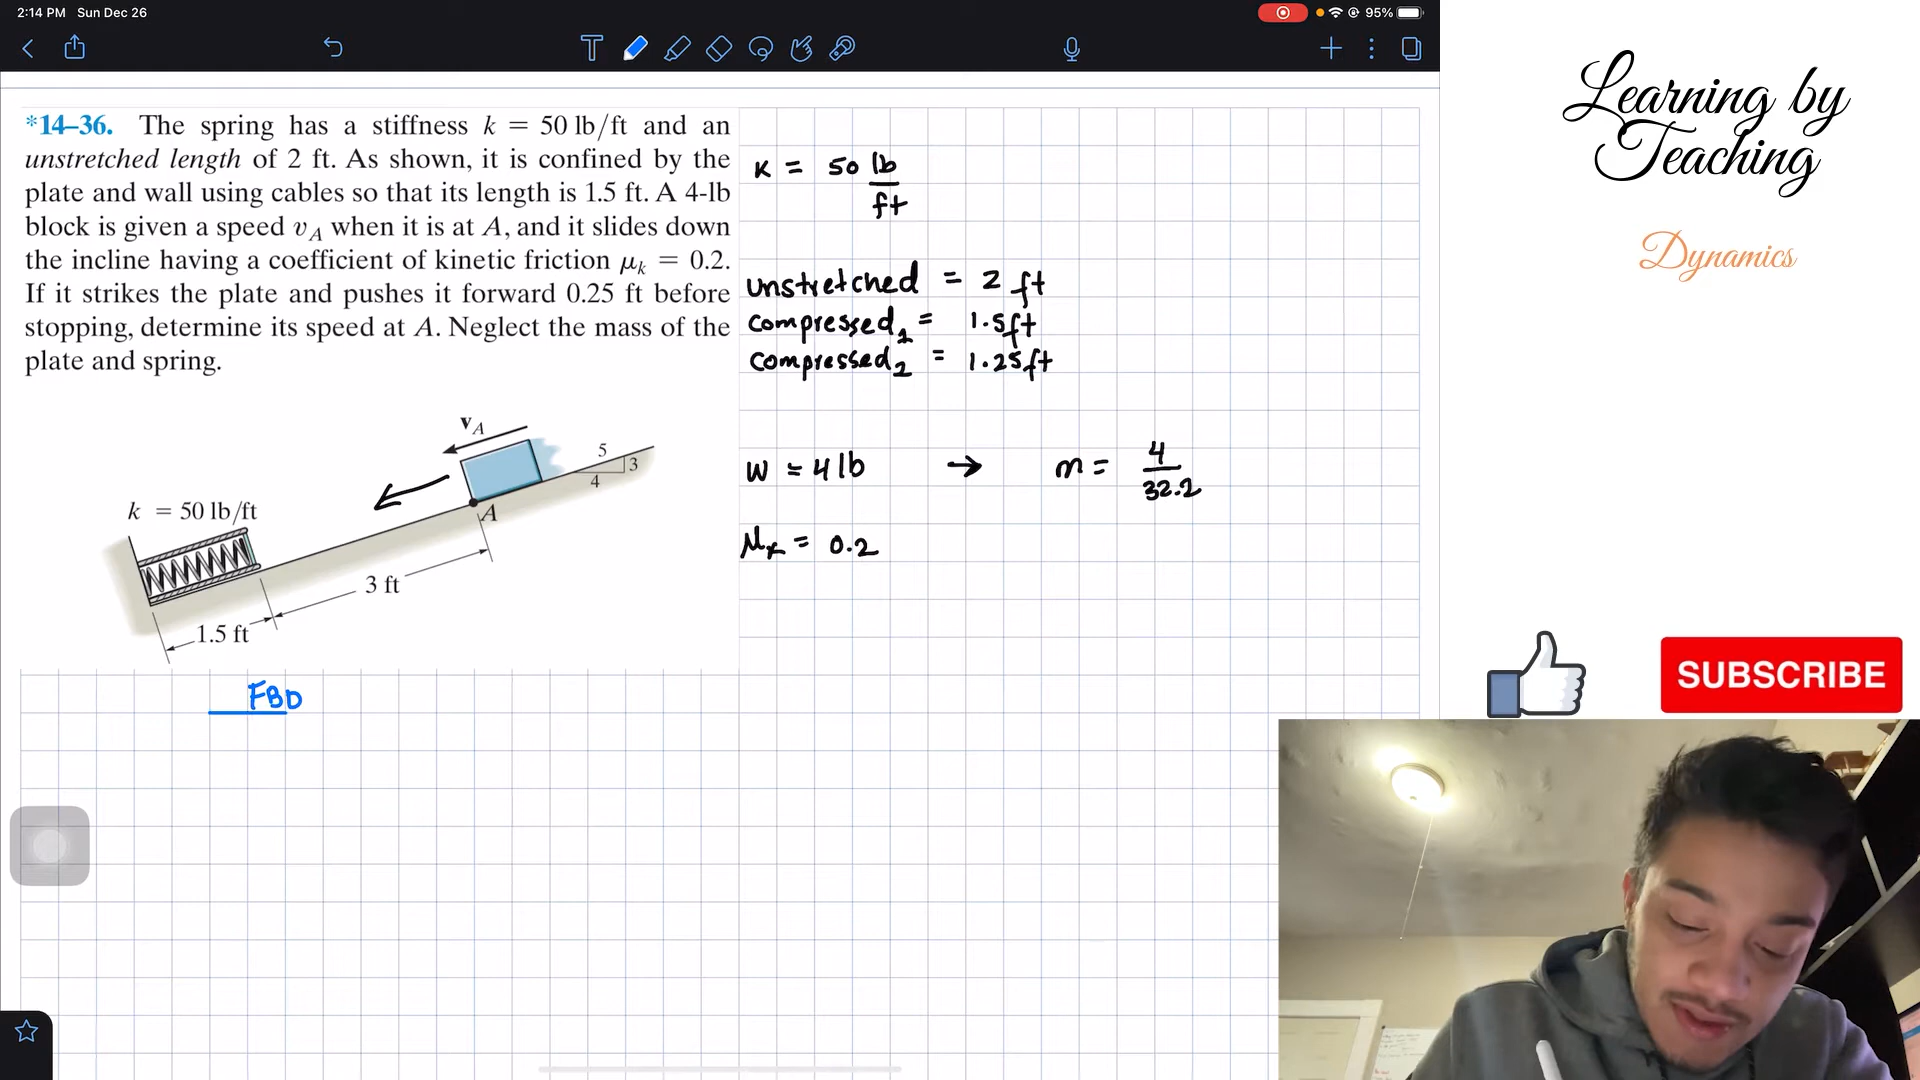 2:14 PM Sun Dec 26
95%
*14–36. The spring has a stiffness k = 50 lb/ft and an
unstretched length of 2 ft. As shown, it is confined by the
plate and wall using cables so that its length is 1.5 ft. A 4-lb
block is given a speed vA when it is at A, and it slides down
the incline having a coefficient of kinetic friction μk = 0.2.
If it strikes the plate and pushes it forward 0.25 ft before
stopping, determine its speed at A. Neglect the mass of the
plate and spring.
vA
5
3
4
A
k = 50 lb/ft
3 ft
1.5 ft
FBD
K = 50 lb/ft
unstretched = 2 ft
compressed1 = 1.5ft
compressed2 = 1.25ft
W = 4 lb → m = 4/32.2
μk = 0.2
Learning by
Teaching
Dynamics
SUBSCRIBE